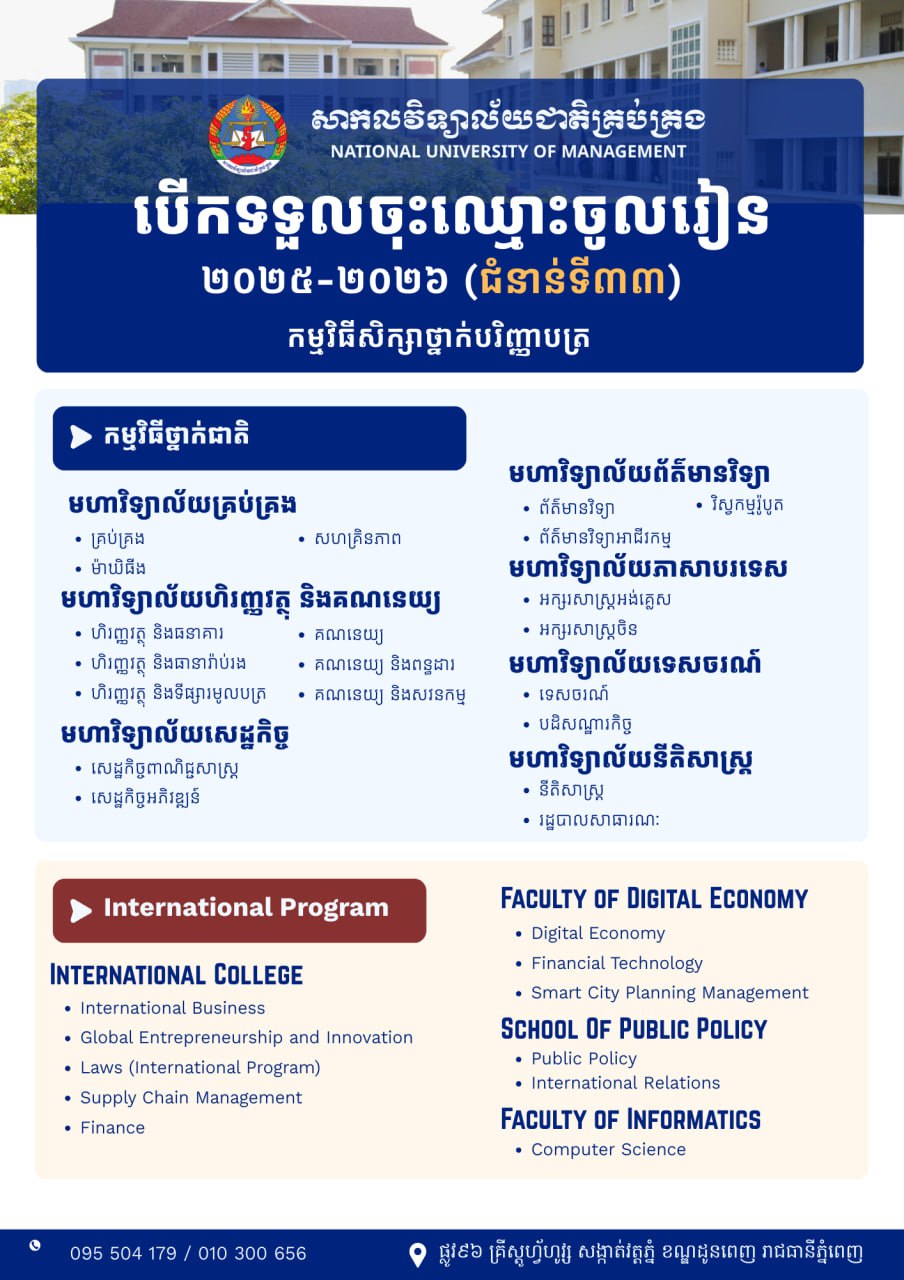 សាកលវិទ្យាល័យជាតិគ្រប់គ្រង
NATIONAL UNIVERSITY OF MANAGEMENT
បើកទទួលចុះឈ្មោះចូលរៀន
២០២៥-២០២៦ (ជំនាន់ទី៣៣)
កម្មវិធីសិក្សាថ្នាក់បរិញ្ញាបត្រ
កម្មវិធីថ្នាក់ជាតិ
មហាវិទ្យាល័យគ្រប់គ្រង
• គ្រប់គ្រង
• សហគ្រិនភាព
• ម៉ាឃិធីង
មហាវិទ្យាល័យហិរញ្ញវត្ថុ និងគណនេយ្យ
• ហិរញ្ញវត្ថុ និងធនាគារ
• គណនេយ្យ
• ហិរញ្ញវត្ថុ និងធានារ៉ាប់រង
• គណនេយ្យ និងពន្ធដារ
• ហិរញ្ញវត្ថុ និងទីផ្សារមូលបត្រ
• គណនេយ្យ និងសវនកម្ម
មហាវិទ្យាល័យសេដ្ឋកិច្ច
• សេដ្ឋកិច្ចពាណិជ្ជសាស្ត្រ
• សេដ្ឋកិច្ចអភិវឌ្ឍន៍
មហាវិទ្យាល័យព័ត៌មានវិទ្យា
• ព័ត៌មានវិទ្យា
• វិស្វកម្មរ៉ូបូត
• ព័ត៌មានវិទ្យាអាជីវកម្ម
មហាវិទ្យាល័យភាសាបរទេស
• អក្សរសាស្ត្រអង់គ្លេស
• អក្សរសាស្ត្រចិន
មហាវិទ្យាល័យទេសចរណ៍
• ទេសចរណ៍
• បដិសណ្ឋារកិច្ច
មហាវិទ្យាល័យនីតិសាស្ត្រ
• នីតិសាស្ត្រ
• រដ្ឋបាលសាធារណៈ
International Program
INTERNATIONAL COLLEGE
• International Business
• Global Entrepreneurship and Innovation
• Laws (International Program)
• Supply Chain Management
• Finance
FACULTY OF DIGITAL ECONOMY
• Digital Economy
• Financial Technology
• Smart City Planning Management
SCHOOL OF PUBLIC POLICY
• Public Policy
• International Relations
FACULTY OF INFORMATICS
• Computer Science
095 504 179 / 010 300 656
ផ្លូវ៩៦ គ្រីស្តូហ្វ័ហូវ្ស សង្កាត់វត្តភ្នំ ខណ្ឌដូនពេញ រាជធានីភ្នំពេញ